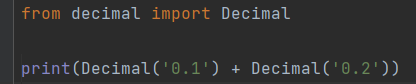 from decimal import Decimal
print(Decimal('0.1') + Decimal('0.2'))